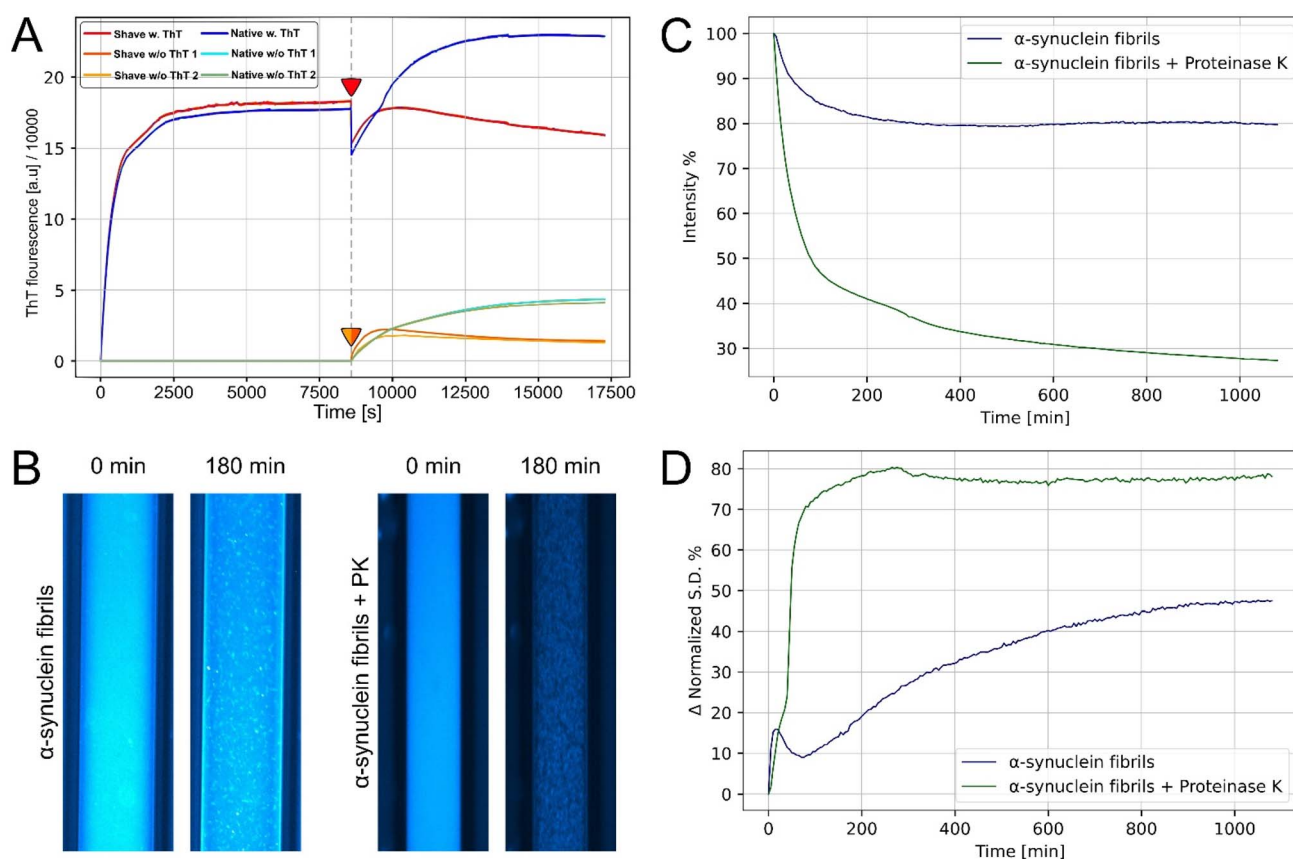 A
Shave w. ThT
Native w. ThT
Shave w/o ThT 1
Native w/o ThT 1
Shave w/o ThT 2
Native w/o ThT 2
ThT flourescence [a.u] / 10000
20
15
10
5
0
0 2500 5000 7500 10000 12500 15000 17500
Time [s]
B
0 min 180 min 0 min 180 min
α-synuclein fibrils
α-synuclein fibrils + PK
C
α-synuclein fibrils
α-synuclein fibrils + Proteinase K
Intensity %
100
90
80
70
60
50
40
30
0 200 400 600 800 1000
Time [min]
D
Δ Normalized S.D. %
80
70
60
50
40
30
20
10
0
α-synuclein fibrils
α-synuclein fibrils + Proteinase K
0 200 400 600 800 1000
Time [min]